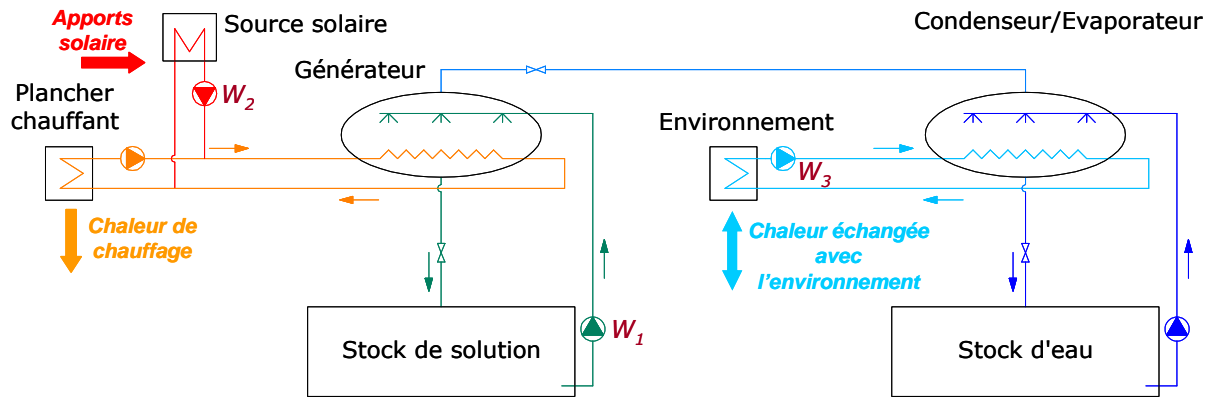 Apports
solaire
Source solaire
Condenseur/Evaporateur
Générateur
Plancher
chauffant
W2
Environnement
W3
Chaleur de
chauffage
Chaleur échangée
avec
l'environnement
Stock de solution
W1
Stock d'eau